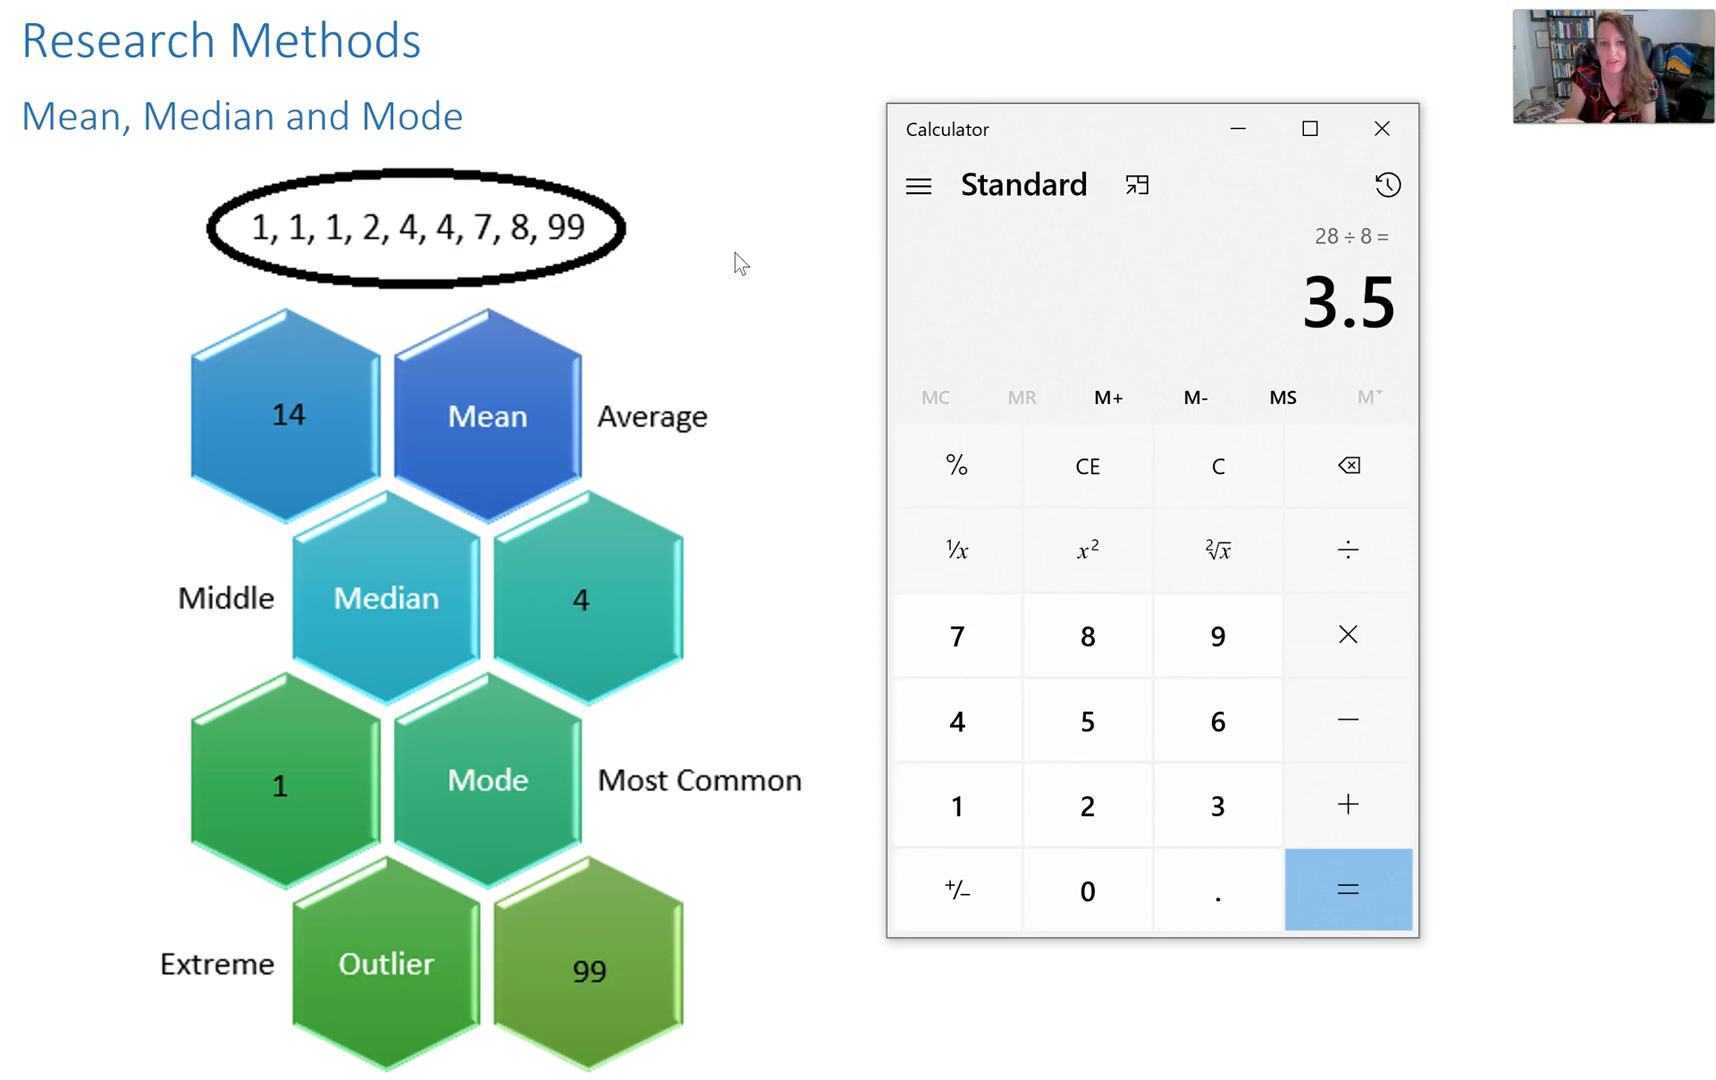 Research Methods
Mean, Median and Mode
1, 1, 1, 2, 4, 4, 7, 8, 99
14 Mean Average
Middle Median 4
1 Mode Most Common
Extreme Outlier 99
Calculator
Standard
28 ÷ 8 =
3.5
MC MR M+ M- MS M˅
% CE C
¹/x x² ²√x ÷
7 8 9 ×
4 5 6 −
1 2 3 +
+/− 0 . =